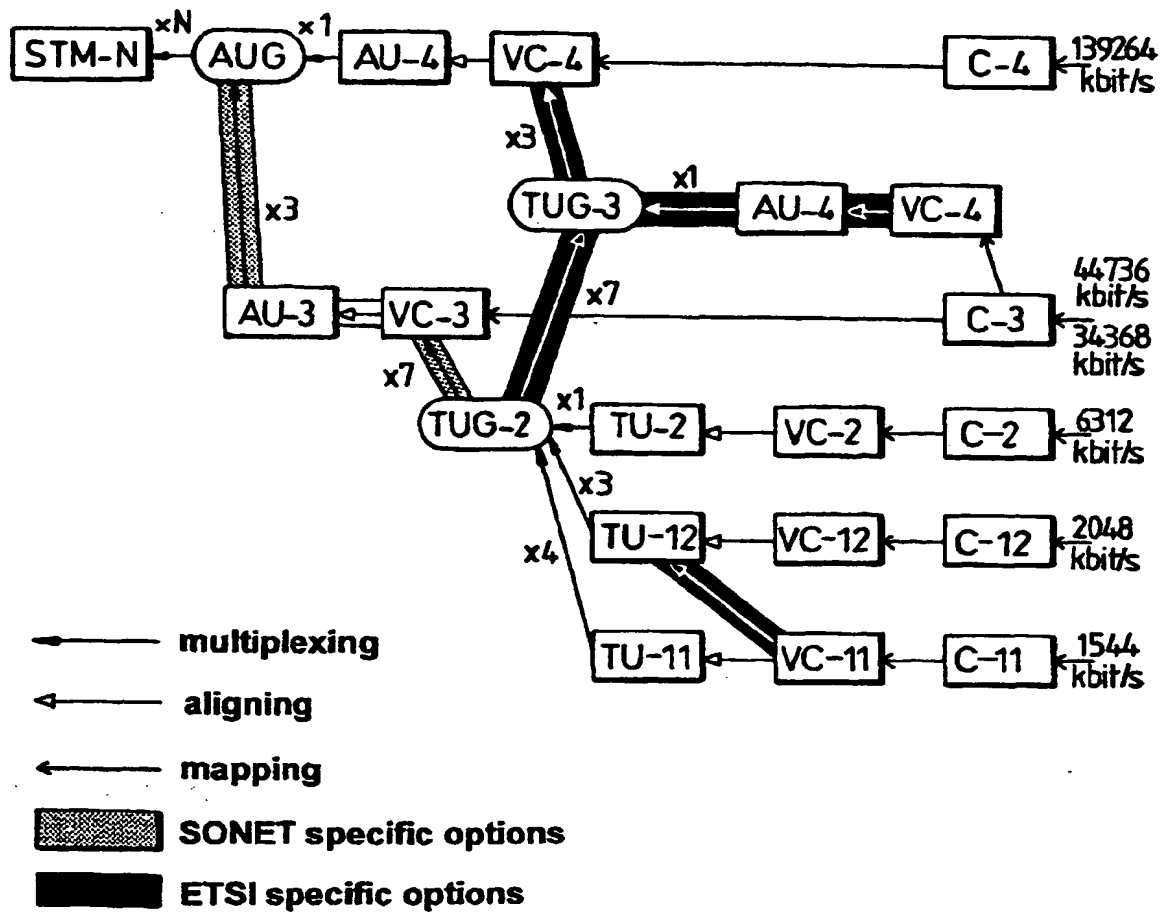 xN
x1
STM-N
AUG
AU-4
VC-4
C-4
139264
kbit/s
x3
x1
TUG-3
AU-4
VC-4
x3
x7
44736
kbit/s
AU-3
VC-3
C-3
34368
kbit/s
x7
x1
TUG-2
TU-2
VC-2
C-2
6312
kbit/s
x3
TU-12
VC-12
C-12
2048
kbit/s
x4
TU-11
VC-11
C-11
1544
kbit/s
multiplexing
aligning
mapping
SONET specific options
ETSI specific options